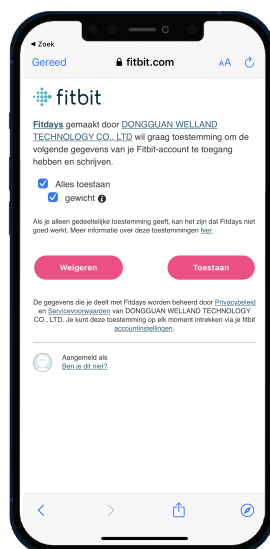 ◀ Zoek
Gereed
fitbit.com
AA
fitbit
Fitdays gemaakt door DONGGUAN WELLAND
TECHNOLOGY CO., LTD wil graag toestemming om de
volgende gegevens van je Fitbit-account te toegang
hebben en schrijven.
Alles toestaan
gewicht
Als je alleen gedeeltelijke toestemming geeft, kan het zijn dat Fitdays niet
goed werkt. Meer informatie over deze toestemmingen hier.
Weigeren
Toestaan
De gegevens die je deelt met Fitdays worden beheerd door Privacybeleid
en Servicevoorwaarden van DONGGUAN WELLAND TECHNOLOGY
CO., LTD. Je kunt deze toestemming op elk moment intrekken via je fitbit
accountinstellingen.
Aangemeld als
Ben je dit niet?